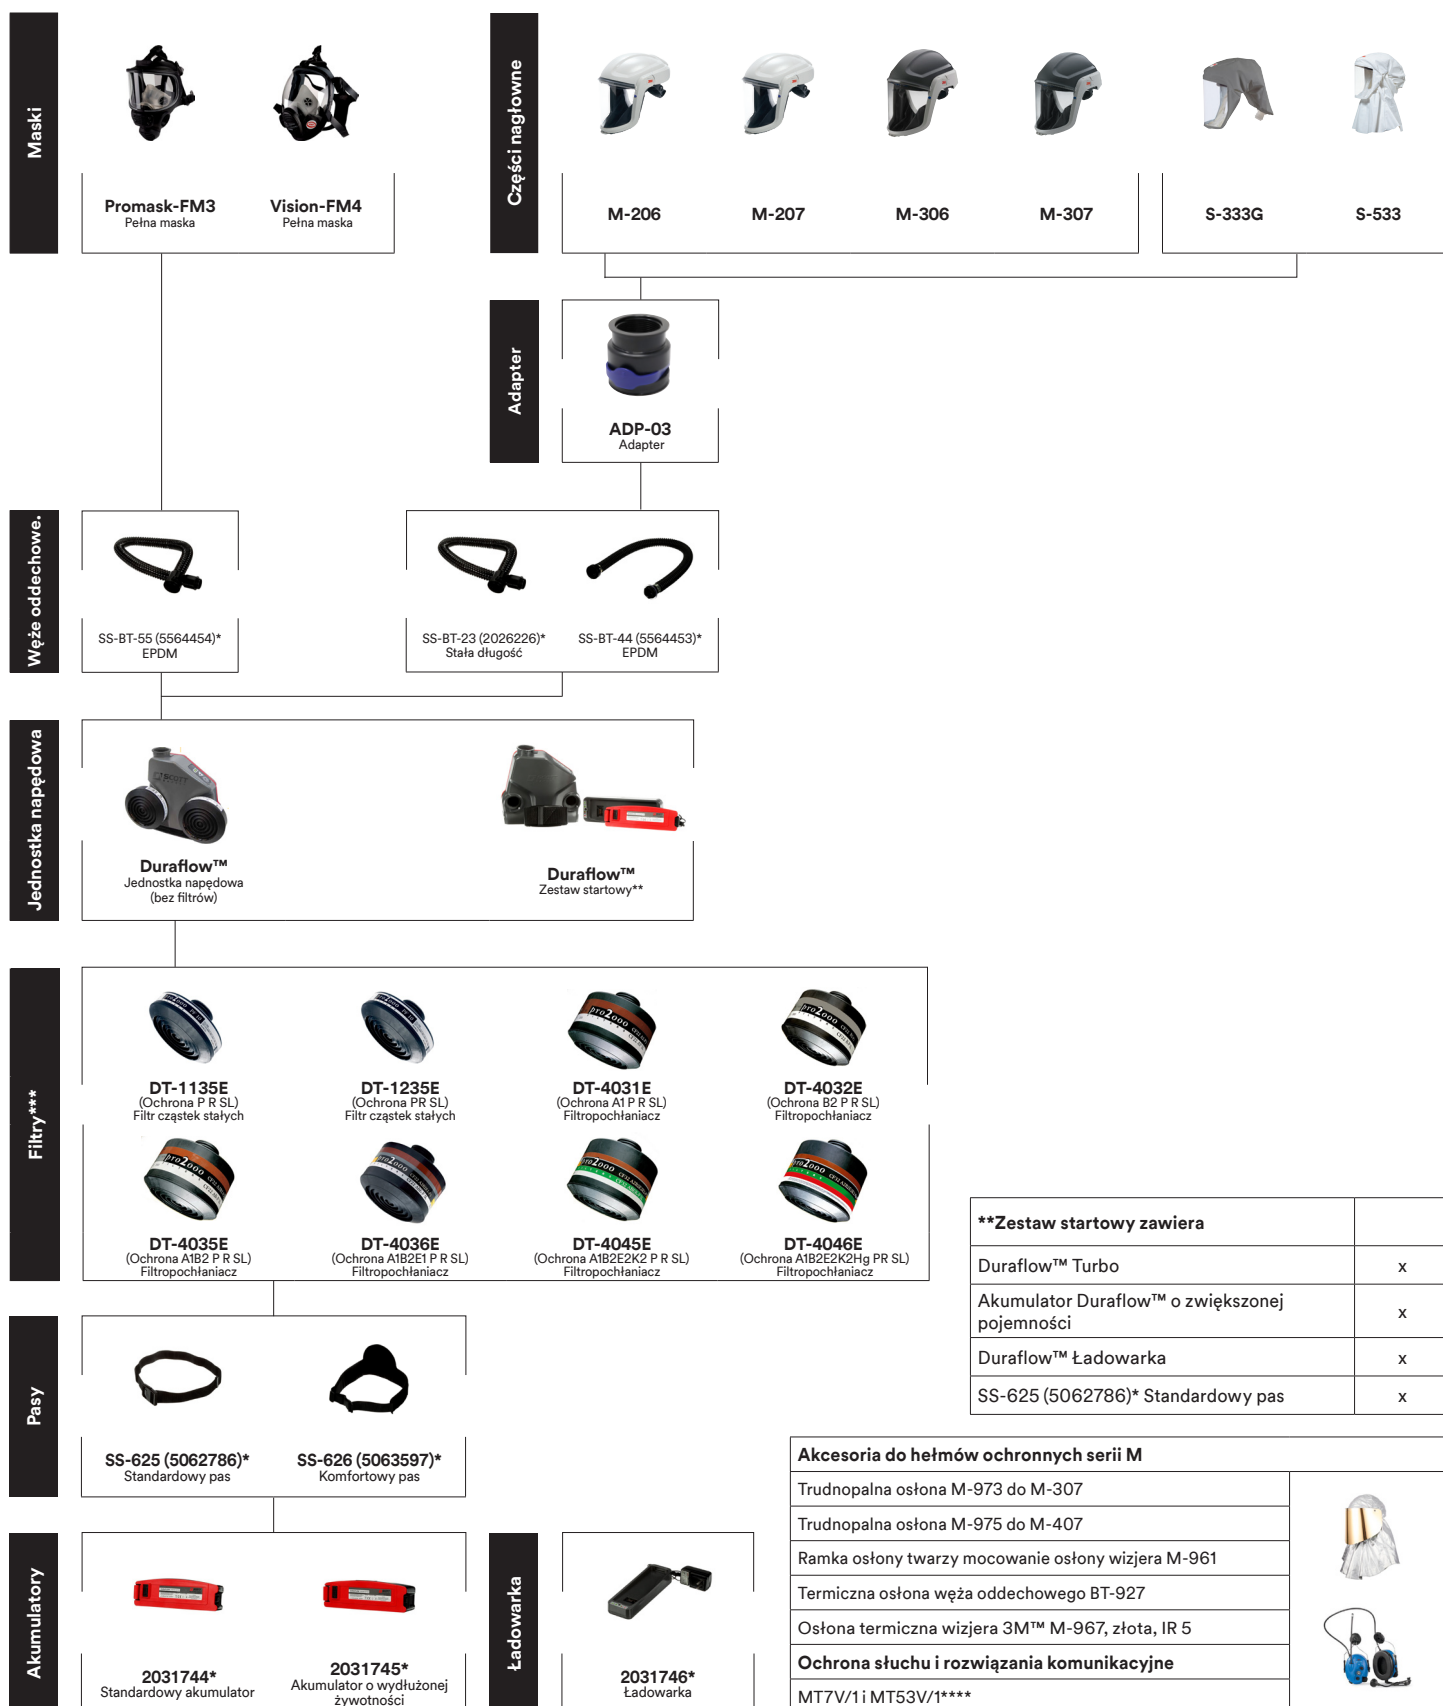 Maski
Promask-FM3
Pełna maska
Vision-FM4
Pełna maska
Części nagłowne
M-206
M-207
M-306
M-307
S-333G
S-533
Adapter
ADP-03
Adapter
Węże oddechowe.
SS-BT-55 (5564454)*
EPDM
SS-BT-23 (2026226)*
Stała długość
SS-BT-44 (5564453)*
EPDM
Jednostka napędowa
SCOTT
Duraflow™
Jednostka napędowa
(bez filtrów)
Duraflow™
Zestaw startowy**
Filtry***
DT-1135E
(Ochrona P R SL)
Filtr cząstek stałych
DT-1235E
(Ochrona PR SL)
Filtr cząstek stałych
pro2000
DT-4031E
(Ochrona A1 P R SL)
Filtropochłaniacz
pro2000
DT-4032E
(Ochrona B2 P R SL)
Filtropochłaniacz
pro2000
DT-4035E
(Ochrona A1B2 P R SL)
Filtropochłaniacz
pro2000
DT-4036E
(Ochrona A1B2E1 P R SL)
Filtropochłaniacz
pro2000
DT-4045E
(Ochrona A1B2E2K2 P R SL)
Filtropochłaniacz
pro2000
DT-4046E
(Ochrona A1B2E2K2Hg PR SL)
Filtropochłaniacz
**Zestaw startowy zawiera
Duraflow™ Turbo x
Akumulator Duraflow™ o zwiększonej
pojemności x
Duraflow™ Ładowarka x
SS-625 (5062786)* Standardowy pas x
Pasy
SS-625 (5062786)*
Standardowy pas
SS-626 (5063597)*
Komfortowy pas
Akumulatory
2031744*
Standardowy akumulator
2031745*
Akumulator o wydłużonej
żywotności
Ładowarka
2031746*
Ładowarka
Akcesoria do hełmów ochronnych serii M
Trudnopalna osłona M-973 do M-307
Trudnopalna osłona M-975 do M-407
Ramka osłony twarzy mocowanie osłony wizjera M-961
Termiczna osłona węża oddechowego BT-927
Osłona termiczna wizjera 3M™ M-967, złota, IR 5
Ochrona słuchu i rozwiązania komunikacyjne
MT7V/1 i MT53V/1****